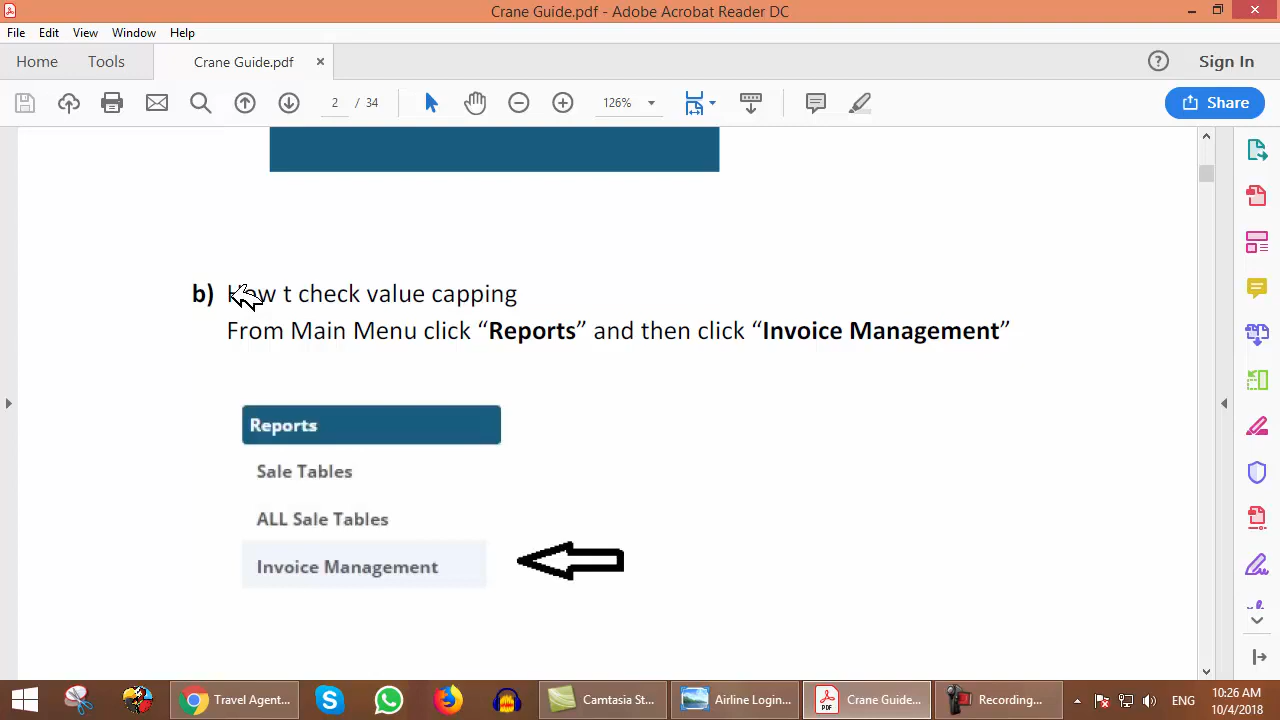 Crane Guide.pdf - Adobe Acrobat Reader DC
File Edit View Window Help
Home Tools Crane Guide.pdf × ? Sign In
2 / 34 126% Share
b) How t check value capping
From Main Menu click “Reports” and then click “Invoice Management”
Reports
Sale Tables
ALL Sale Tables
Invoice Management
Travel Agent... Camtasia St... Airline Login... PDF Crane Guide... Recording... ENG 10:26 AM
10/4/2018